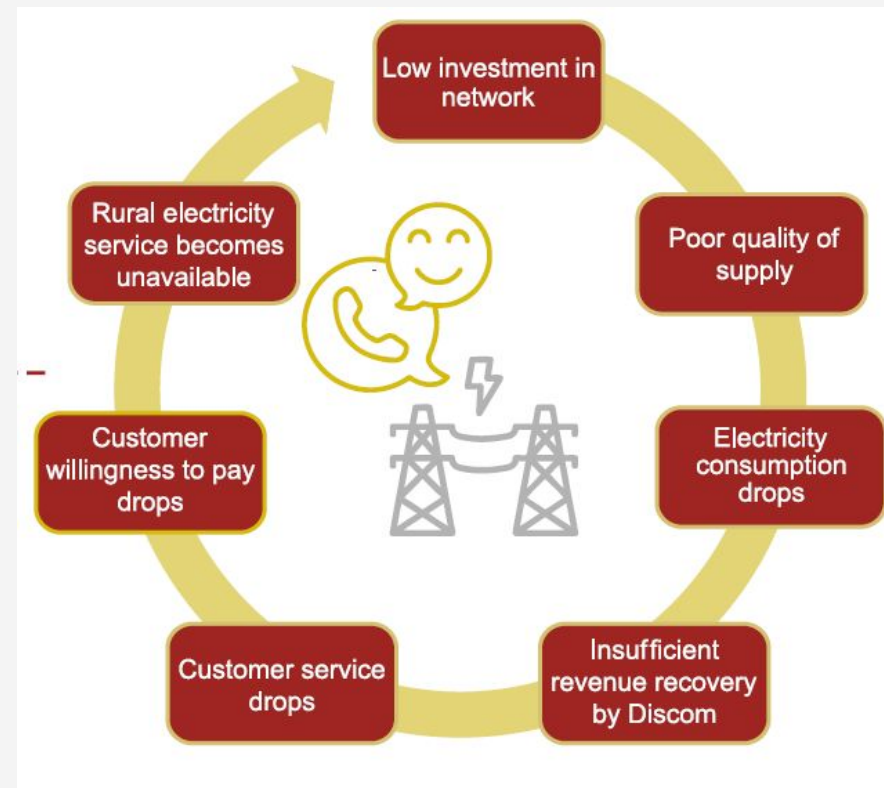 Low investment in
network
Poor quality of
supply
Electricity
consumption
drops
Insufficient
revenue recovery
by Discom
Customer service
drops
Customer
willingness to pay
drops
Rural electricity
service becomes
unavailable